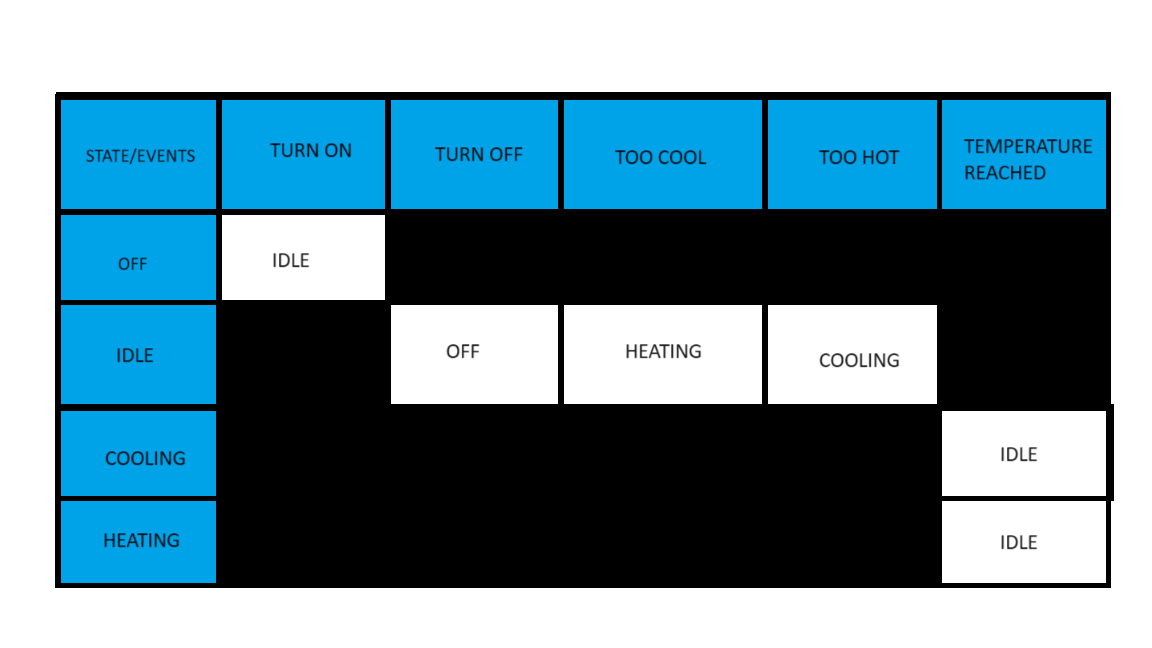 STATE/EVENTS
TURN ON
TURN OFF
TOO COOL
TOO HOT
TEMPERATURE
REACHED
OFF
IDLE
IDLE
OFF
HEATING
COOLING
COOLING
IDLE
HEATING
IDLE